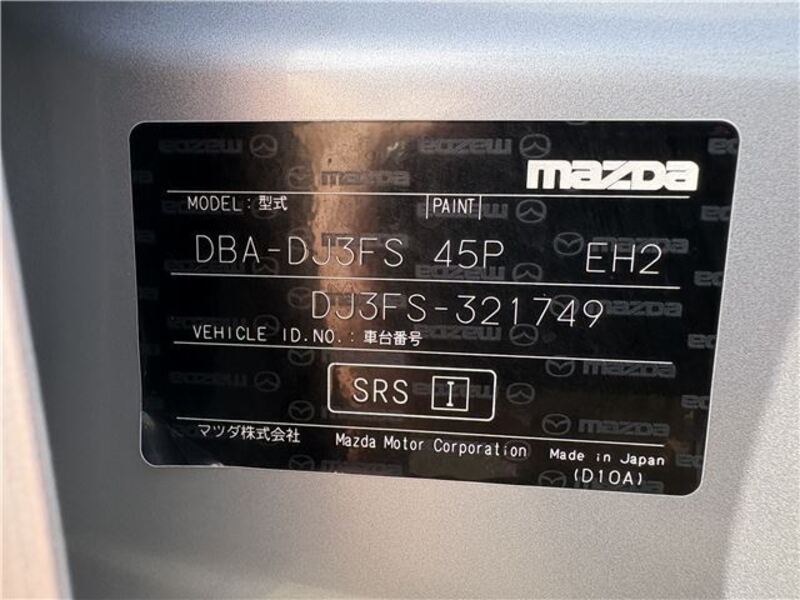 mazda
MODEL:型式 PAINT
DBA-DJ3FS 45P EH2
DJ3FS-321749
VEHICLE ID.NO.:車台番号
SRS I
マツダ株式会社 Mazda Motor Corporation Made in Japan
(D10A)